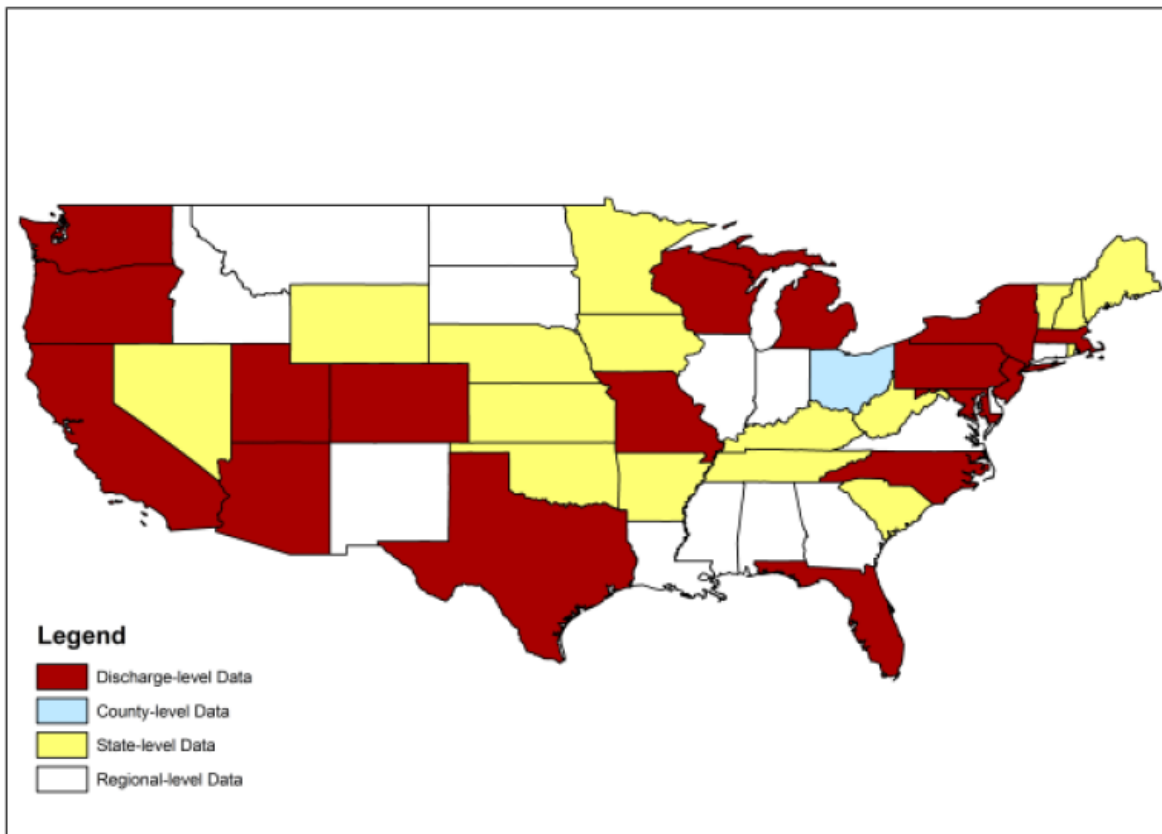 Legend
Discharge-level Data
County-level Data
State-level Data
Regional-level Data